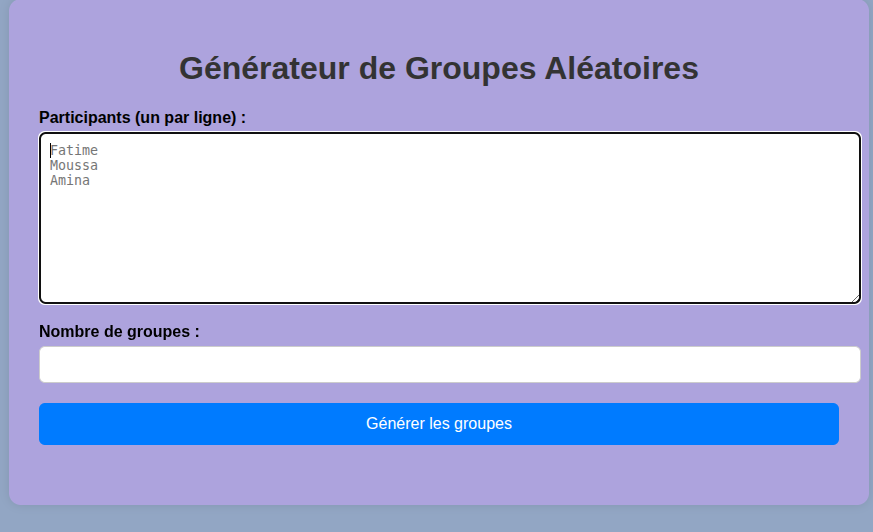 Générateur de Groupes Aléatoires
Participants (un par ligne) :
Fatime
Moussa
Amina
Nombre de groupes :
Générer les groupes